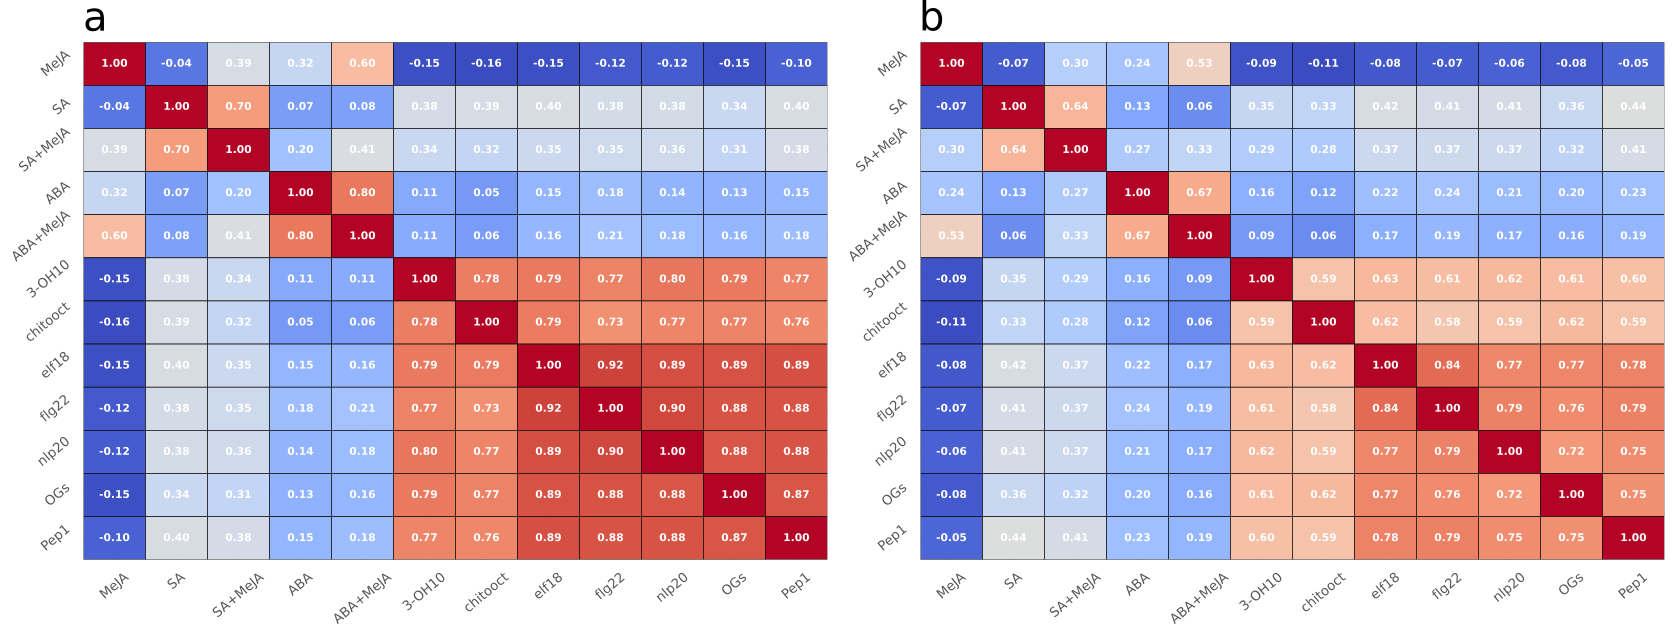 a
MeJA 1.00 -0.04 0.39 0.32 0.60 -0.15 -0.16 -0.15 -0.12 -0.12 -0.15 -0.10
SA -0.04 1.00 0.70 0.07 0.08 0.38 0.39 0.40 0.38 0.38 0.34 0.40
SA+MeJA 0.39 0.70 1.00 0.20 0.41 0.34 0.32 0.35 0.35 0.36 0.31 0.38
ABA 0.32 0.07 0.20 1.00 0.80 0.11 0.05 0.15 0.18 0.14 0.13 0.15
ABA+MeJA 0.60 0.08 0.41 0.80 1.00 0.11 0.06 0.16 0.21 0.18 0.16 0.18
3-OH10 -0.15 0.38 0.34 0.11 0.11 1.00 0.78 0.79 0.77 0.80 0.79 0.77
chitooct -0.16 0.39 0.32 0.05 0.06 0.78 1.00 0.79 0.73 0.77 0.77 0.76
elf18 -0.15 0.40 0.35 0.15 0.16 0.79 0.79 1.00 0.92 0.89 0.89 0.89
flg22 -0.12 0.38 0.35 0.18 0.21 0.77 0.73 0.92 1.00 0.90 0.88 0.88
nlp20 -0.12 0.38 0.36 0.14 0.18 0.80 0.77 0.89 0.90 1.00 0.88 0.88
OGs -0.15 0.34 0.31 0.13 0.16 0.79 0.77 0.89 0.88 0.88 1.00 0.87
Pep1 -0.10 0.40 0.38 0.15 0.18 0.77 0.76 0.89 0.88 0.88 0.87 1.00
MeJA SA SA+MeJA ABA ABA+MeJA 3-OH10 chitooct elf18 flg22 nlp20 OGs Pep1
b
MeJA 1.00 -0.07 0.30 0.24 0.53 -0.09 -0.11 -0.08 -0.07 -0.06 -0.08 -0.05
SA -0.07 1.00 0.64 0.13 0.06 0.35 0.33 0.42 0.41 0.41 0.36 0.44
SA+MeJA 0.30 0.64 1.00 0.27 0.33 0.29 0.28 0.37 0.37 0.37 0.32 0.41
ABA 0.24 0.13 0.27 1.00 0.67 0.16 0.12 0.22 0.24 0.21 0.20 0.23
ABA+MeJA 0.53 0.06 0.33 0.67 1.00 0.09 0.06 0.17 0.19 0.17 0.16 0.19
3-OH10 -0.09 0.35 0.29 0.16 0.09 1.00 0.59 0.63 0.61 0.62 0.61 0.60
chitooct -0.11 0.33 0.28 0.12 0.06 0.59 1.00 0.62 0.58 0.59 0.62 0.59
elf18 -0.08 0.42 0.37 0.22 0.17 0.63 0.62 1.00 0.84 0.77 0.77 0.78
flg22 -0.07 0.41 0.37 0.24 0.19 0.61 0.58 0.84 1.00 0.79 0.76 0.79
nlp20 -0.06 0.41 0.37 0.21 0.17 0.62 0.59 0.77 0.79 1.00 0.72 0.75
OGs -0.08 0.36 0.32 0.20 0.16 0.61 0.62 0.77 0.76 0.72 1.00 0.75
Pep1 -0.05 0.44 0.41 0.23 0.19 0.60 0.59 0.78 0.79 0.75 0.75 1.00
MeJA SA SA+MeJA ABA ABA+MeJA 3-OH10 chitooct elf18 flg22 nlp20 OGs Pep1